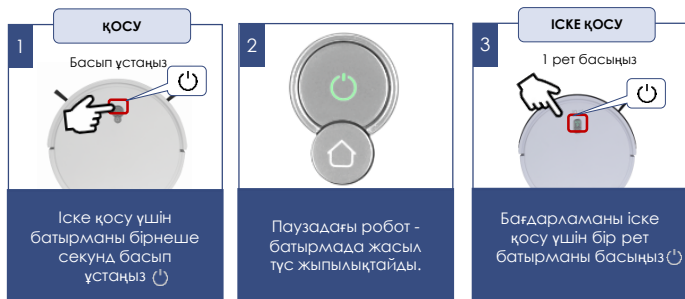 1
ҚОСУ
Басып ұстаңыз
Іске қосу үшін
батырманы бірнеше
секунд басып
ұстаңыз
2
Паузадағы робот -
батырмада жасыл
түс жыпылықтайды.
3
ІСКЕ ҚОСУ
1 рет басыңыз
Бағдарламаны іске
қосу үшін бір рет
батырманы басыңыз